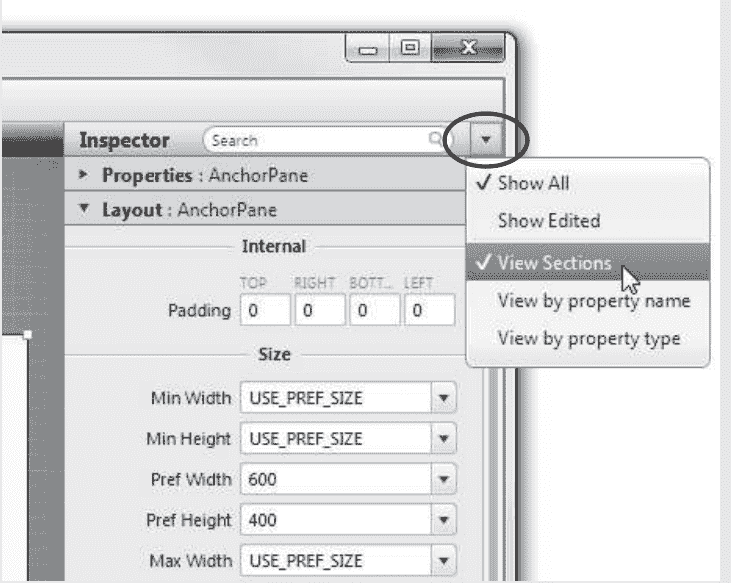 Inspector Search
Properties : AnchorPane
Layout : AnchorPane
Internal
TOP RIGHT BOTT... LEFT
Padding 0 0 0 0
Size
Min Width USE_PREF_SIZE
Min Height USE_PREF_SIZE
Pref Width 600
Pref Height 400
Max Width USE_PREF_SIZE
Show All
Show Edited
View Sections
View by property name
View by property type